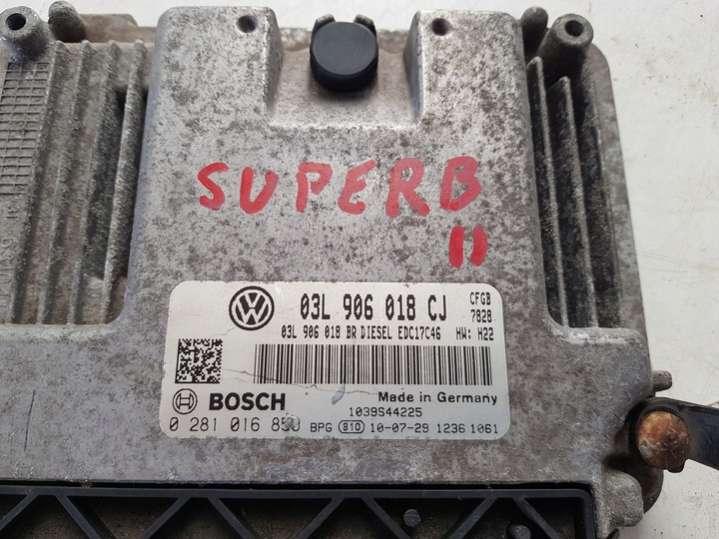 SUPERB
II
03L 906 018 CJ
CFGB
7828
03L 906 018 BR DIESEL EDC17C46 HW: H22
Made in Germany
BOSCH
1039S44225
0 281 016
BPG 810 10-07-29 1236 1061